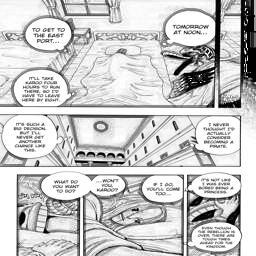 TO GET TO
THE EAST
PORT...
TOMORROW
AT NOON...
IT'LL TAKE
KAROO FOUR
HOURS TO RUN
THERE, SO I'D
HAVE TO LEAVE
HERE BY EIGHT.
IT'S SUCH A
BIG DECISION,
BUT I'LL
NEVER GET
ANOTHER
CHANCE LIKE
THIS.
I NEVER
THOUGHT I'D
ACTUALLY
CONSIDER
BECOMING A
PIRATE.
WHAT DO
YOU WANT
TO DO?
...WON'T
YOU,
KAROO?
IF I GO,
YOU'LL COME
TOO...
IT'S NOT LIKE
I WAS EVER
BORED BEING A
PRINCESS.
EVEN THOUGH
THE REBELLION IS
OVER, THERE ARE
TOUGH TIMES
AHEAD FOR THE
KINGDOM.